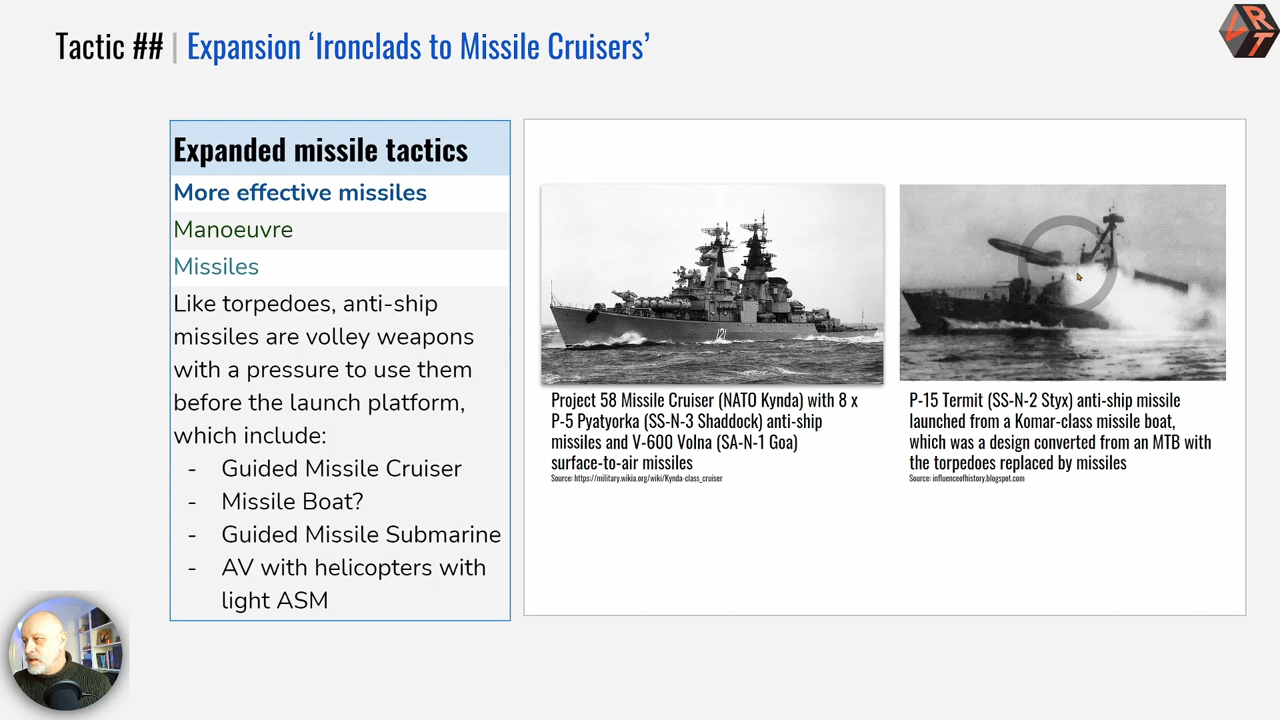 Tactic ## | Expansion ‘Ironclads to Missile Cruisers’
LRT
Expanded missile tactics
More effective missiles
Manoeuvre
Missiles
Like torpedoes, anti-ship
missiles are volley weapons
with a pressure to use them
before the launch platform,
which include:
- Guided Missile Cruiser
- Missile Boat?
- Guided Missile Submarine
- AV with helicopters with
light ASM
121
Project 58 Missile Cruiser (NATO Kynda) with 8 x
P-5 Pyatyorka (SS-N-3 Shaddock) anti-ship
missiles and V-600 Volna (SA-N-1 Goa)
surface-to-air missiles
Source: https://military.wikia.org/wiki/Kynda-class_cruiser
P-15 Termit (SS-N-2 Styx) anti-ship missile
launched from a Komar-class missile boat,
which was a design converted from an MTB with
the torpedoes replaced by missiles
Source: influenceofhistory.blogspot.com